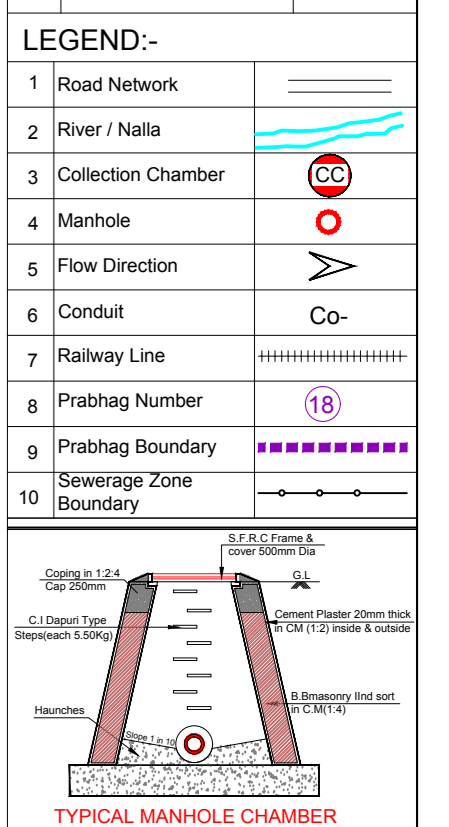 LEGEND:-
1 Road Network
2 River / Nalla
3 Collection Chamber CC
4 Manhole
5 Flow Direction
6 Conduit Co-
7 Railway Line
8 Prabhag Number 18
9 Prabhag Boundary
10 Sewerage Zone
Boundary
S.F.R.C Frame &
cover 500mm Dia
Coping in 1:2:4
Cap 250mm
G.L
C.I Dapuri Type
Steps(each 5.50Kg)
Cement Plaster 20mm thick
in CM (1:2) inside & outside
B.Bmasonry IInd sort
in C.M(1:4)
Haunches
Slope 1 in 10
TYPICAL MANHOLE CHAMBER